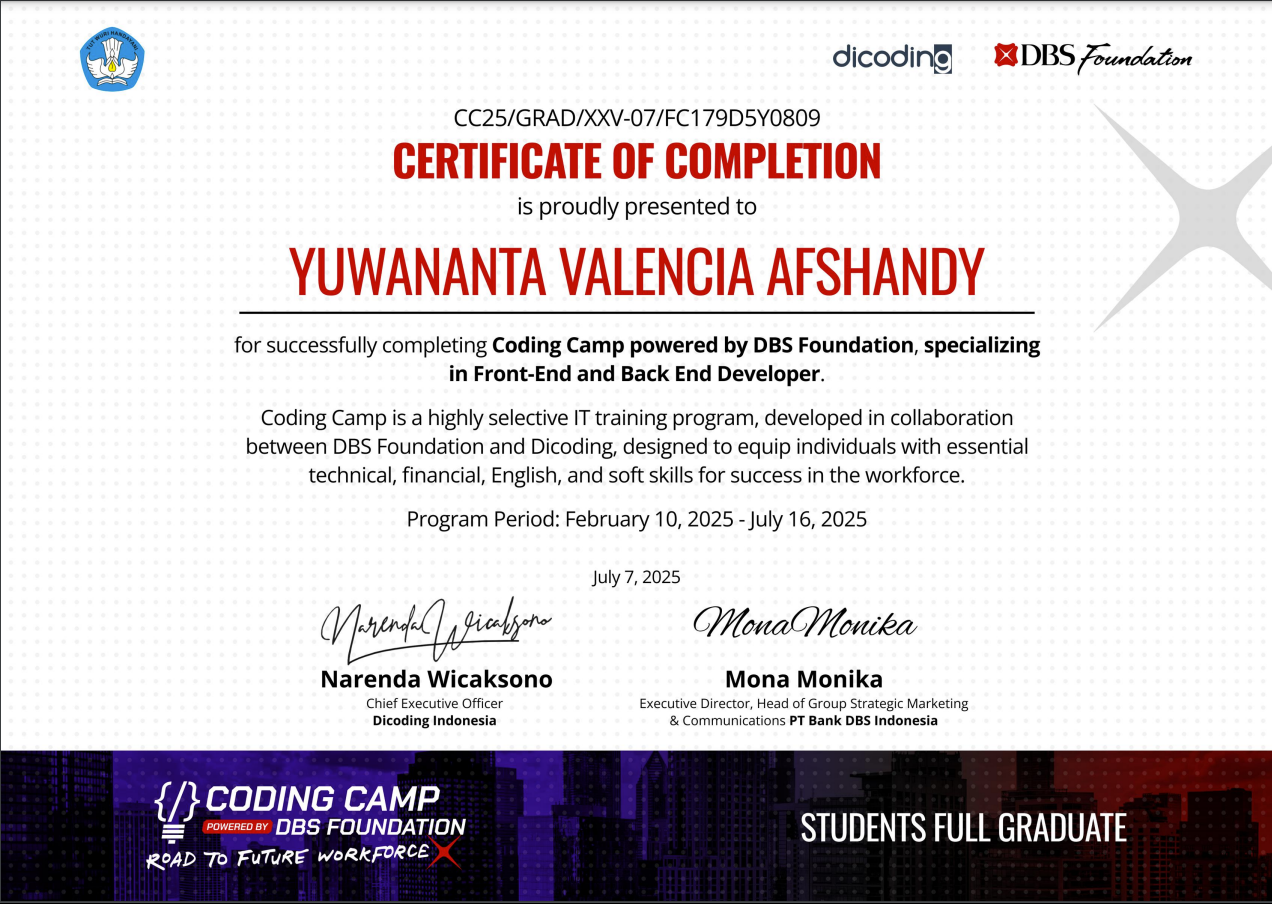 TUT WURI HANDAYANI
dicoding
DBS Foundation
CC25/GRAD/XXV-07/FC179D5Y0809
CERTIFICATE OF COMPLETION
is proudly presented to
YUWANANTA VALENCIA AFSHANDY
for successfully completing Coding Camp powered by DBS Foundation, specializing
in Front-End and Back End Developer.
Coding Camp is a highly selective IT training program, developed in collaboration
between DBS Foundation and Dicoding, designed to equip individuals with essential
technical, financial, English, and soft skills for success in the workforce.
Program Period: February 10, 2025 - July 16, 2025
July 7, 2025
Narenda Wicaksono
Mona Monika
Narenda Wicaksono
Mona Monika
Chief Executive Officer
Executive Director, Head of Group Strategic Marketing
Dicoding Indonesia
& Communications PT Bank DBS Indonesia
{/} CODING CAMP
POWERED BY DBS FOUNDATION
ROAD TO FUTURE WORKFORCE
STUDENTS FULL GRADUATE